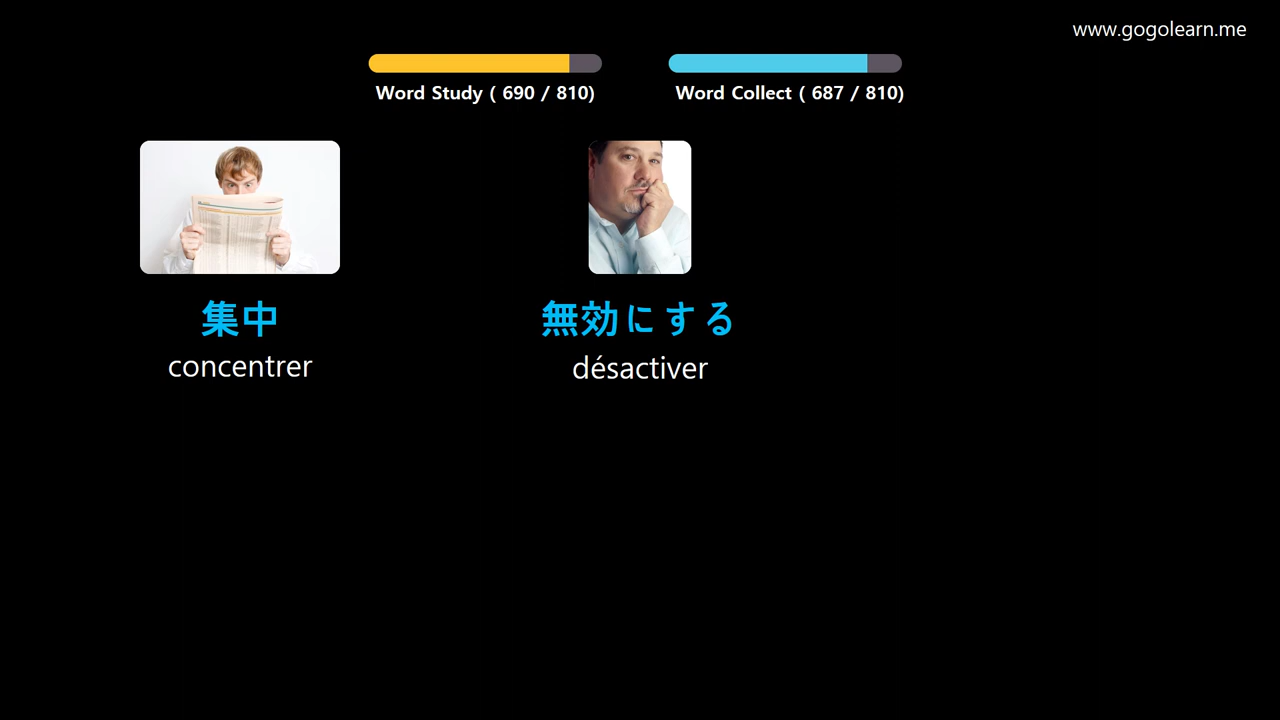 www.gogolearn.me
Word Study ( 690 / 810)
Word Collect ( 687 / 810)
集中
concentrer
無効にする
désactiver